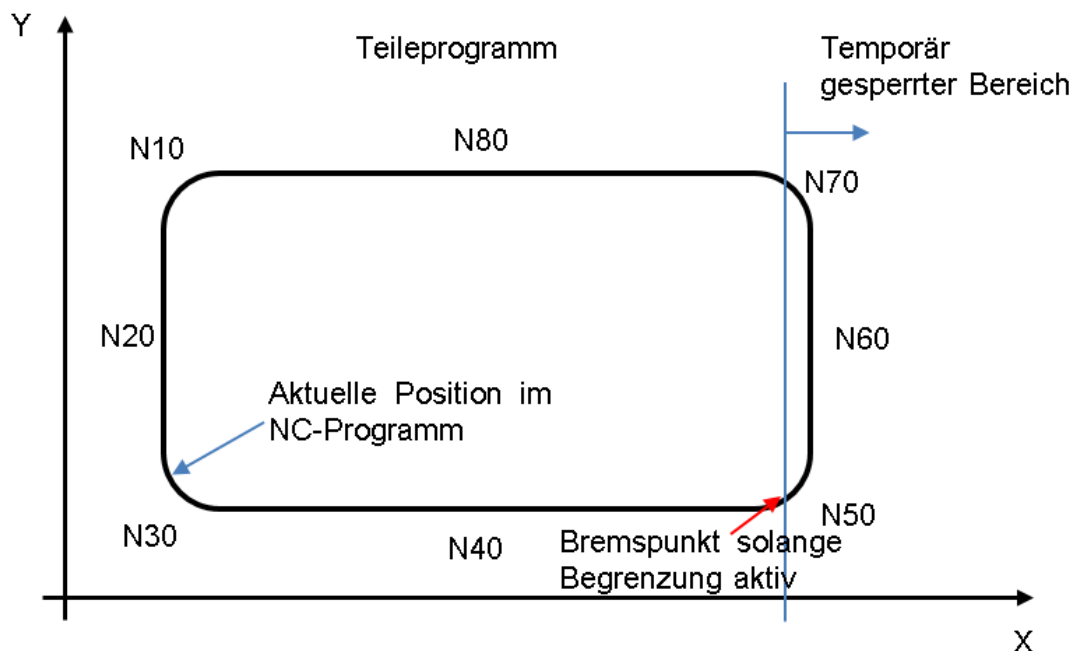 Y
Teileprogramm
Temporär
gesperrter Bereich
N10
N80
N70
N20
N60
Aktuelle Position im
NC-Programm
N30
N40
N50
Bremspunkt solange
Begrenzung aktiv
X